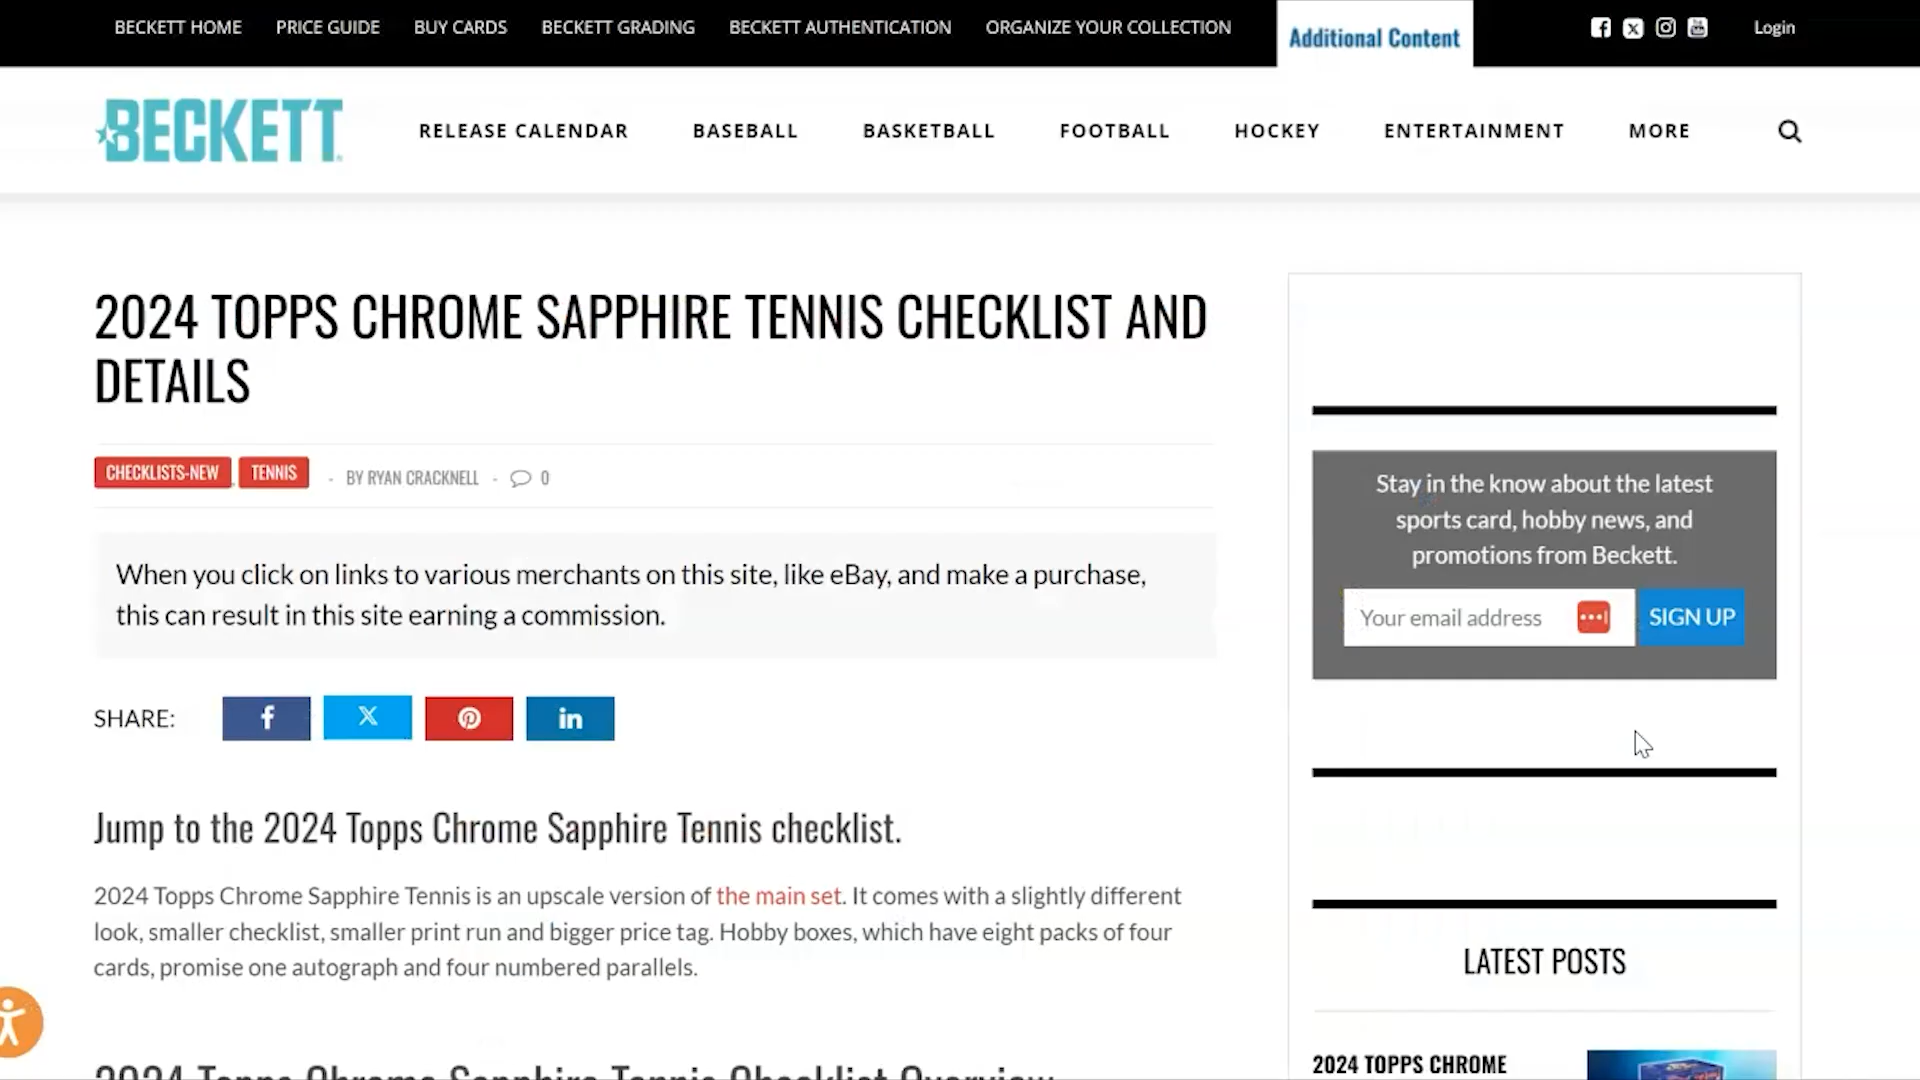 BECKETT HOME PRICE GUIDE BUY CARDS BECKETT GRADING BECKETT AUTHENTICATION ORGANIZE YOUR COLLECTION Additional Content Login
BECKETT RELEASE CALENDAR BASEBALL BASKETBALL FOOTBALL HOCKEY ENTERTAINMENT MORE
2024 TOPPS CHROME SAPPHIRE TENNIS CHECKLIST AND
DETAILS
CHECKLISTS-NEW TENNIS - BY RYAN CRACKNELL - 0
When you click on links to various merchants on this site, like eBay, and make a purchase,
this can result in this site earning a commission.
SHARE:
Jump to the 2024 Topps Chrome Sapphire Tennis checklist.
2024 Topps Chrome Sapphire Tennis is an upscale version of the main set. It comes with a slightly different
look, smaller checklist, smaller print run and bigger price tag. Hobby boxes, which have eight packs of four
cards, promise one autograph and four numbered parallels.
2024 Topps Chrome Sapphire Tennis Checklist Overview
Stay in the know about the latest
sports card, hobby news, and
promotions from Beckett.
Your email address SIGN UP
LATEST POSTS
2024 TOPPS CHROME